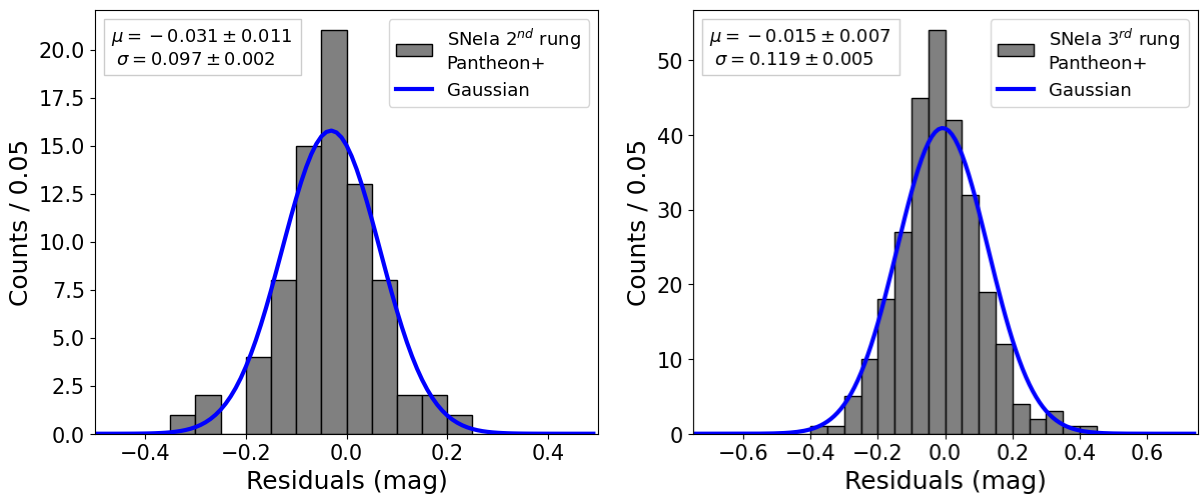 μ = −0.031 ± 0.011
σ = 0.097 ± 0.002
SNeIa 2nd rung
Pantheon+
Gaussian
20.0
17.5
15.0
12.5
10.0
7.5
5.0
2.5
0.0
Counts / 0.05
−0.4 −0.2 0.0 0.2 0.4
Residuals (mag)
μ = −0.015 ± 0.007
σ = 0.119 ± 0.005
SNeIa 3rd rung
Pantheon+
Gaussian
50
40
30
20
10
0
Counts / 0.05
−0.6 −0.4 −0.2 0.0 0.2 0.4 0.6
Residuals (mag)